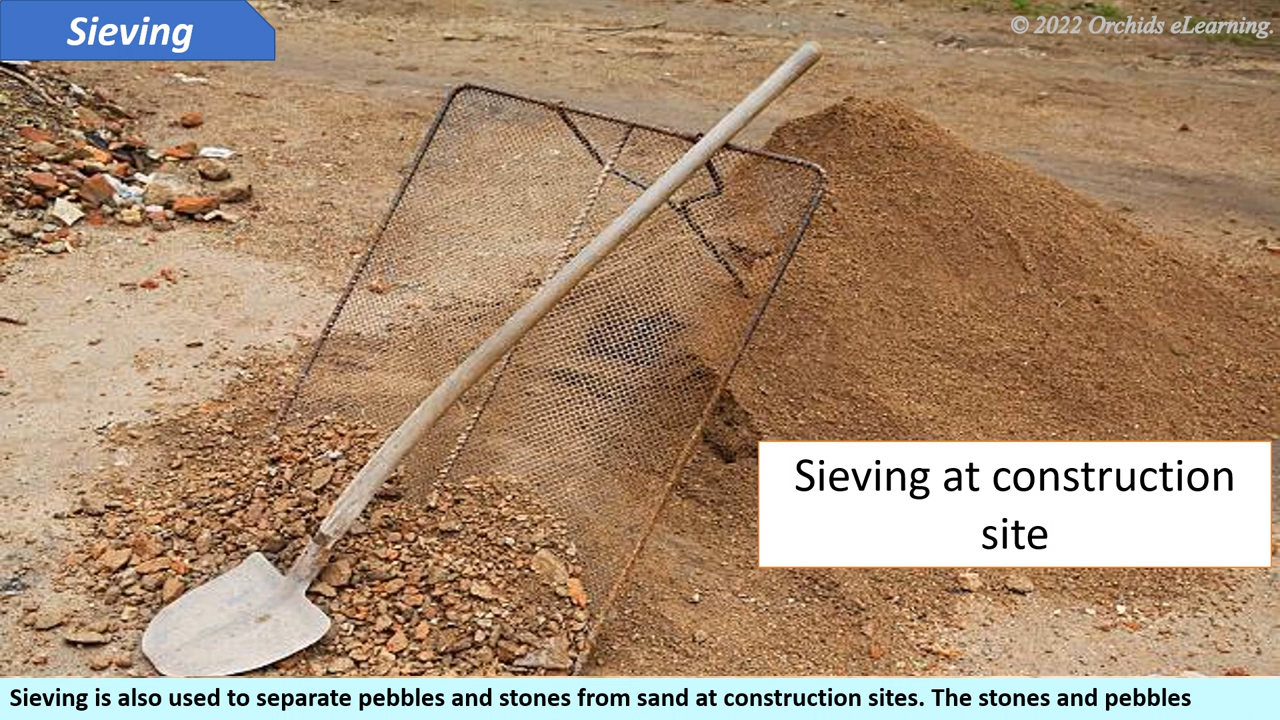 Sieving
© 2022 Orchids eLearning.
Sieving at construction
site
Sieving is also used to separate pebbles and stones from sand at construction sites. The stones and pebbles